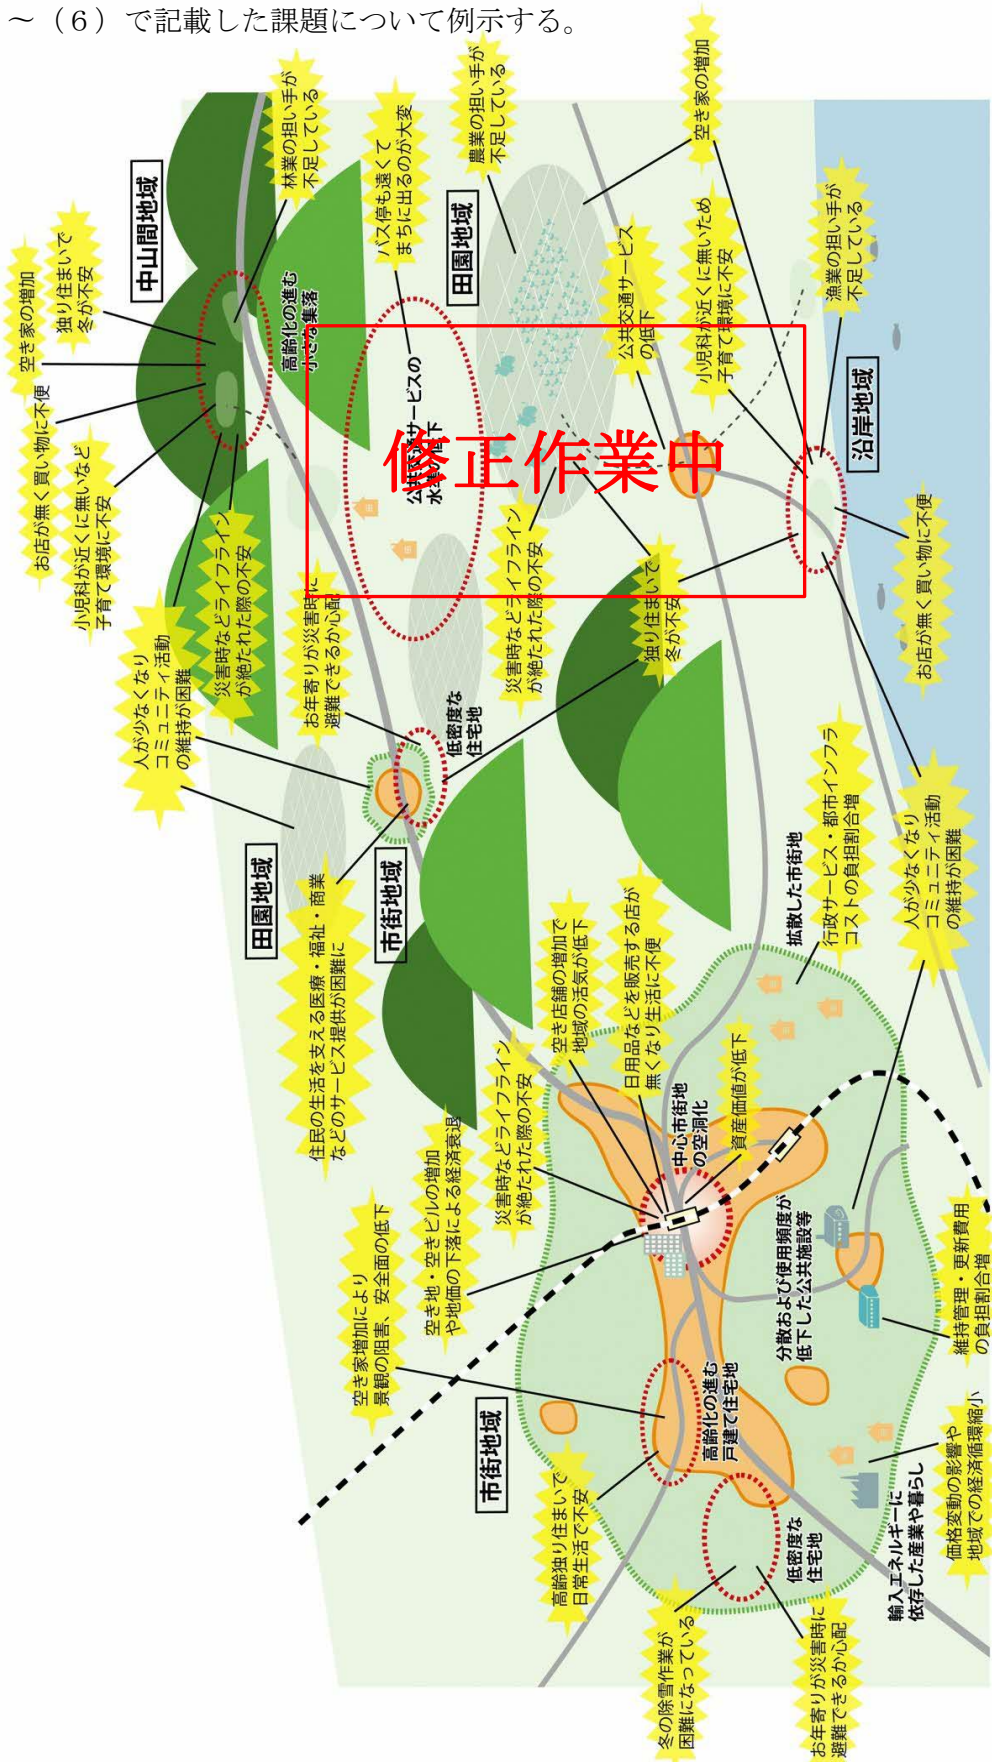 ～（６）で記載した課題について例示する。
修正作業中
中山間地域
空き家の増加
独り住まいで
冬が不安
お店が無く買い物に不便
小児科が近くに無いなど
子育て環境に不安
林業の担い手が
不足している
高齢化の進む
小さな集落
災害時などライフライン
が絶たれた際の不安
人が少なくなり
コミュニティ活動
の維持が困難
バス停も遠くて
まちに出るのが大変
公共交通サービスの
水準の低下
お年寄りが災害時に
避難できるか心配
田園地域
農業の担い手が
不足している
空き家の増加
公共交通サービス
の低下
小児科が近くに無いため
子育て環境に不安
漁業の担い手が
不足している
沿岸地域
災害時などライフライン
が絶たれた際の不安
独り住まいで
冬が不安
お店が無く買い物に不便
人が少なくなり
コミュニティ活動
の維持が困難
低密度な
住宅地
田園地域
市街地域
住民の生活を支える医療・福祉・商業
などのサービス提供が困難に
拡散した市街地
行政サービス・都市インフラ
コストの負担割合増
空き店舗の増加で
地域の活気が低下
日用品などを販売する店が
無くなり生活に不便
災害時などライフライン
が絶たれた際の不安
中心市街地
の空洞化
資産価値が低下
空き地・空きビルの増加
や地価の下落による経済衰退
空き家増加により
景観の阻害、安全面の低下
分散および使用頻度が
低下した公共施設等
維持管理・更新費用
の負担割合増
市街地域
高齢化の進む
戸建て住宅地
高齢独り住まいで
日常生活で不安
低密度な
住宅地
輸入エネルギーに
依存した産業や暮らし
価格変動の影響や
地域での経済循環縮小
冬の除雪作業が
困難になっている
お年寄りが災害時に
避難できるか心配